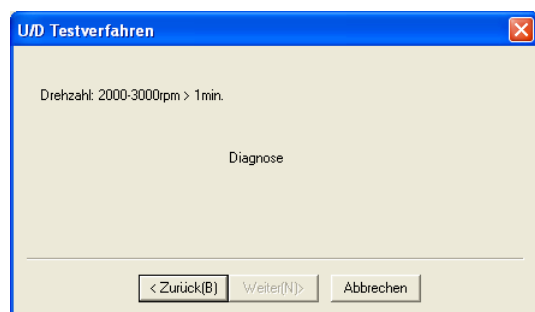 U/D Testverfahren
Drehzahl: 2000-3000rpm > 1min.
Diagnose
< Zurück(B) Weiter(N)> Abbrechen